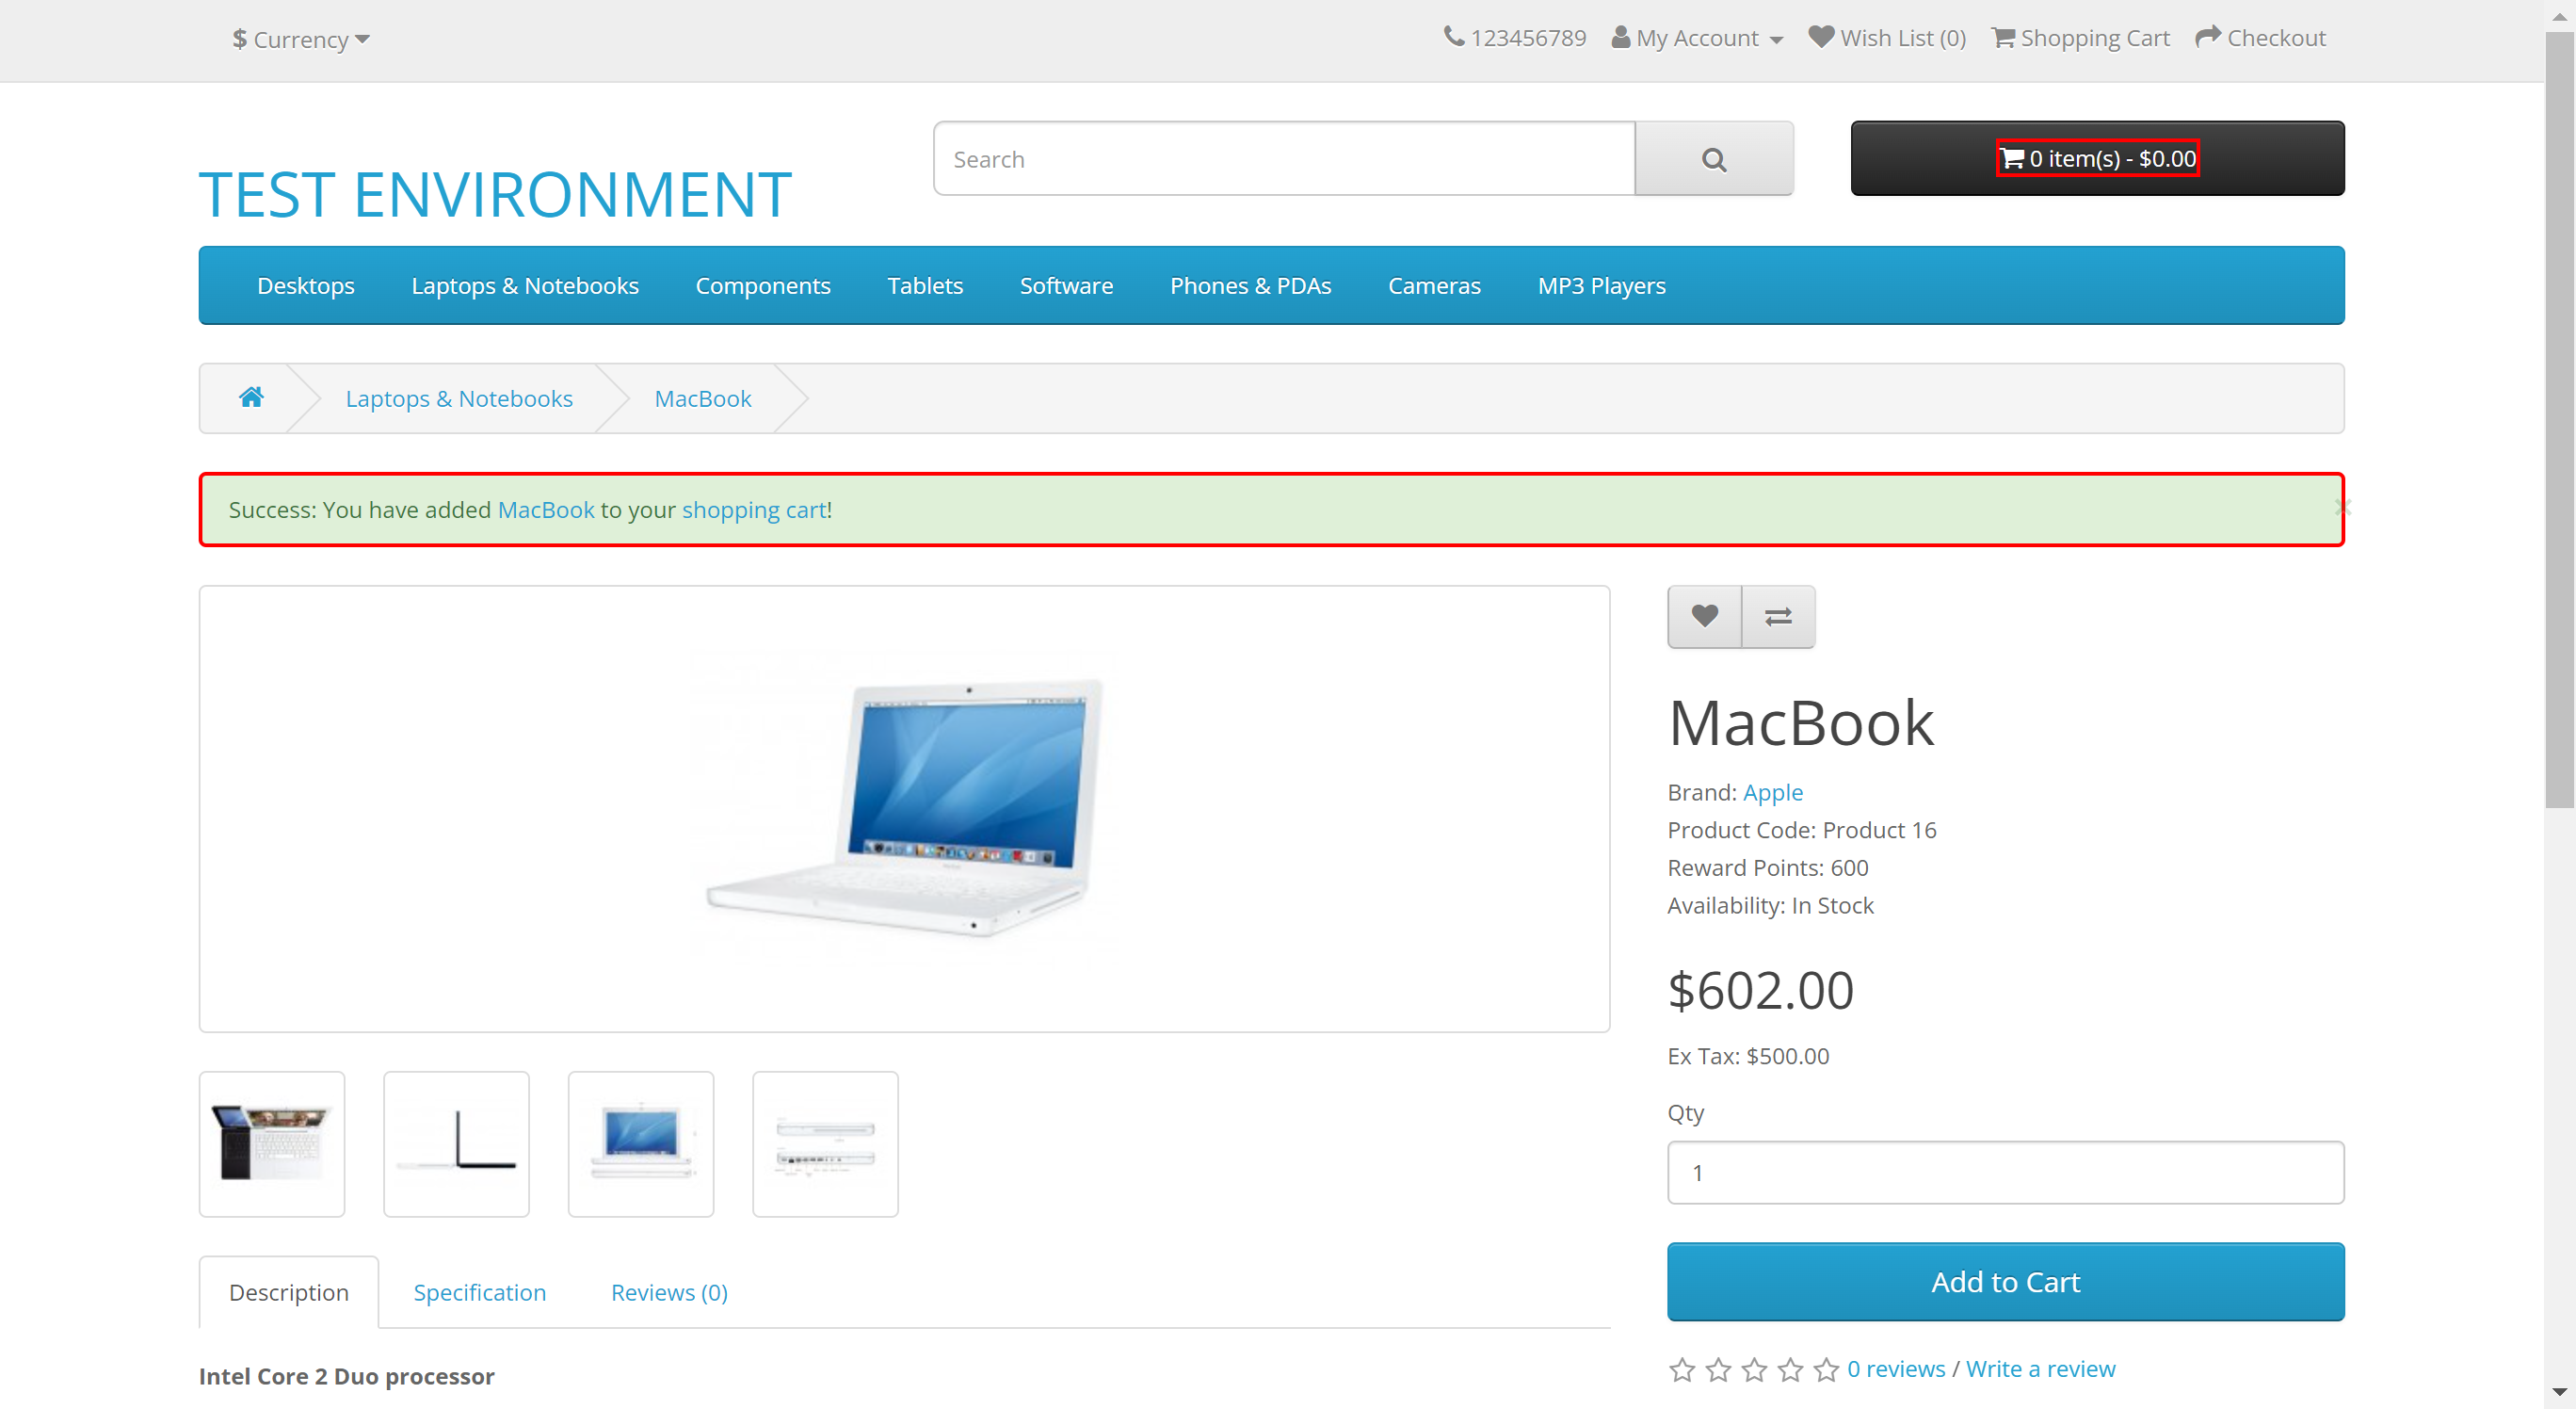 $ Currency
123456789 My Account Wish List (0) Shopping Cart Checkout
TEST ENVIRONMENT
Search
0 item(s) - $0.00
Desktops Laptops & Notebooks Components Tablets Software Phones & PDAs Cameras MP3 Players
Laptops & Notebooks MacBook
Success: You have added MacBook to your shopping cart!
×
MacBook
Brand: Apple
Product Code: Product 16
Reward Points: 600
Availability: In Stock
$602.00
Ex Tax: $500.00
Qty
1
Add to Cart
0 reviews / Write a review
Description Specification Reviews (0)
Intel Core 2 Duo processor